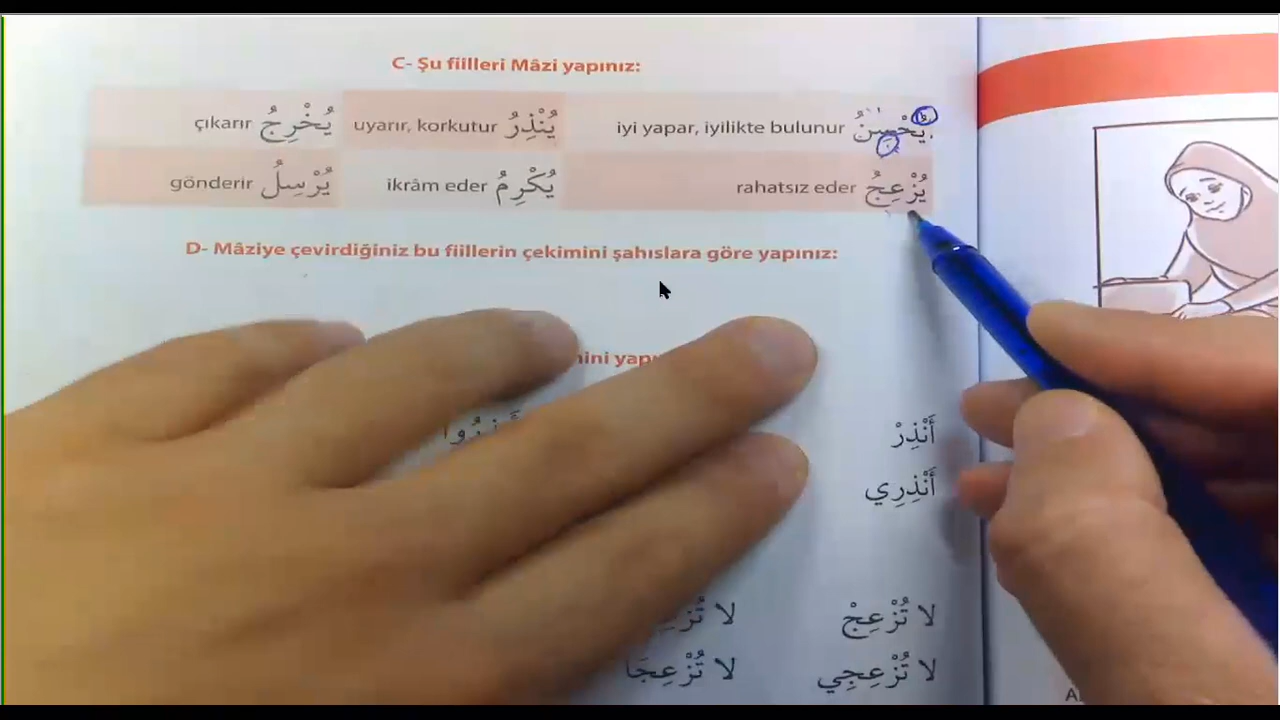 C- Şu fiilleri Mâzi yapınız:
يُحْسِنُ iyi yapar, iyilikte bulunur يُنْذِرُ uyarır, korkutur يُخْرِجُ çıkarır
يُزْعِجُ rahatsız eder يُكْرِمُ ikrâm eder يُرْسِلُ gönderir
D- Mâziye çevirdiğiniz bu fiillerin çekimini şahıslara göre yapınız:
أَنْذِرْ
أَنْذِرِي
لا تُزْعِجْ لا
لا تُزْعِجِي لا تُزْعِجَا